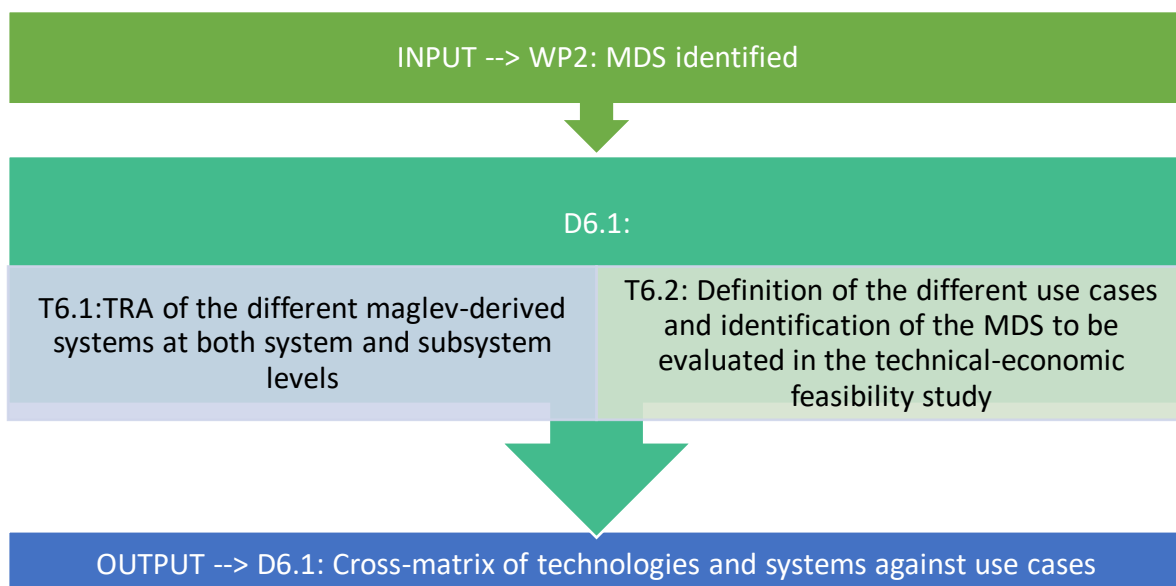 INPUT --> WP2: MDS identified
D6.1:
T6.1:TRA of the different maglev-derived
systems at both system and subsystem
levels
T6.2: Definition of the different use cases
and identification of the MDS to be
evaluated in the technical-economic
feasibility study
OUTPUT --> D6.1: Cross-matrix of technologies and systems against use cases